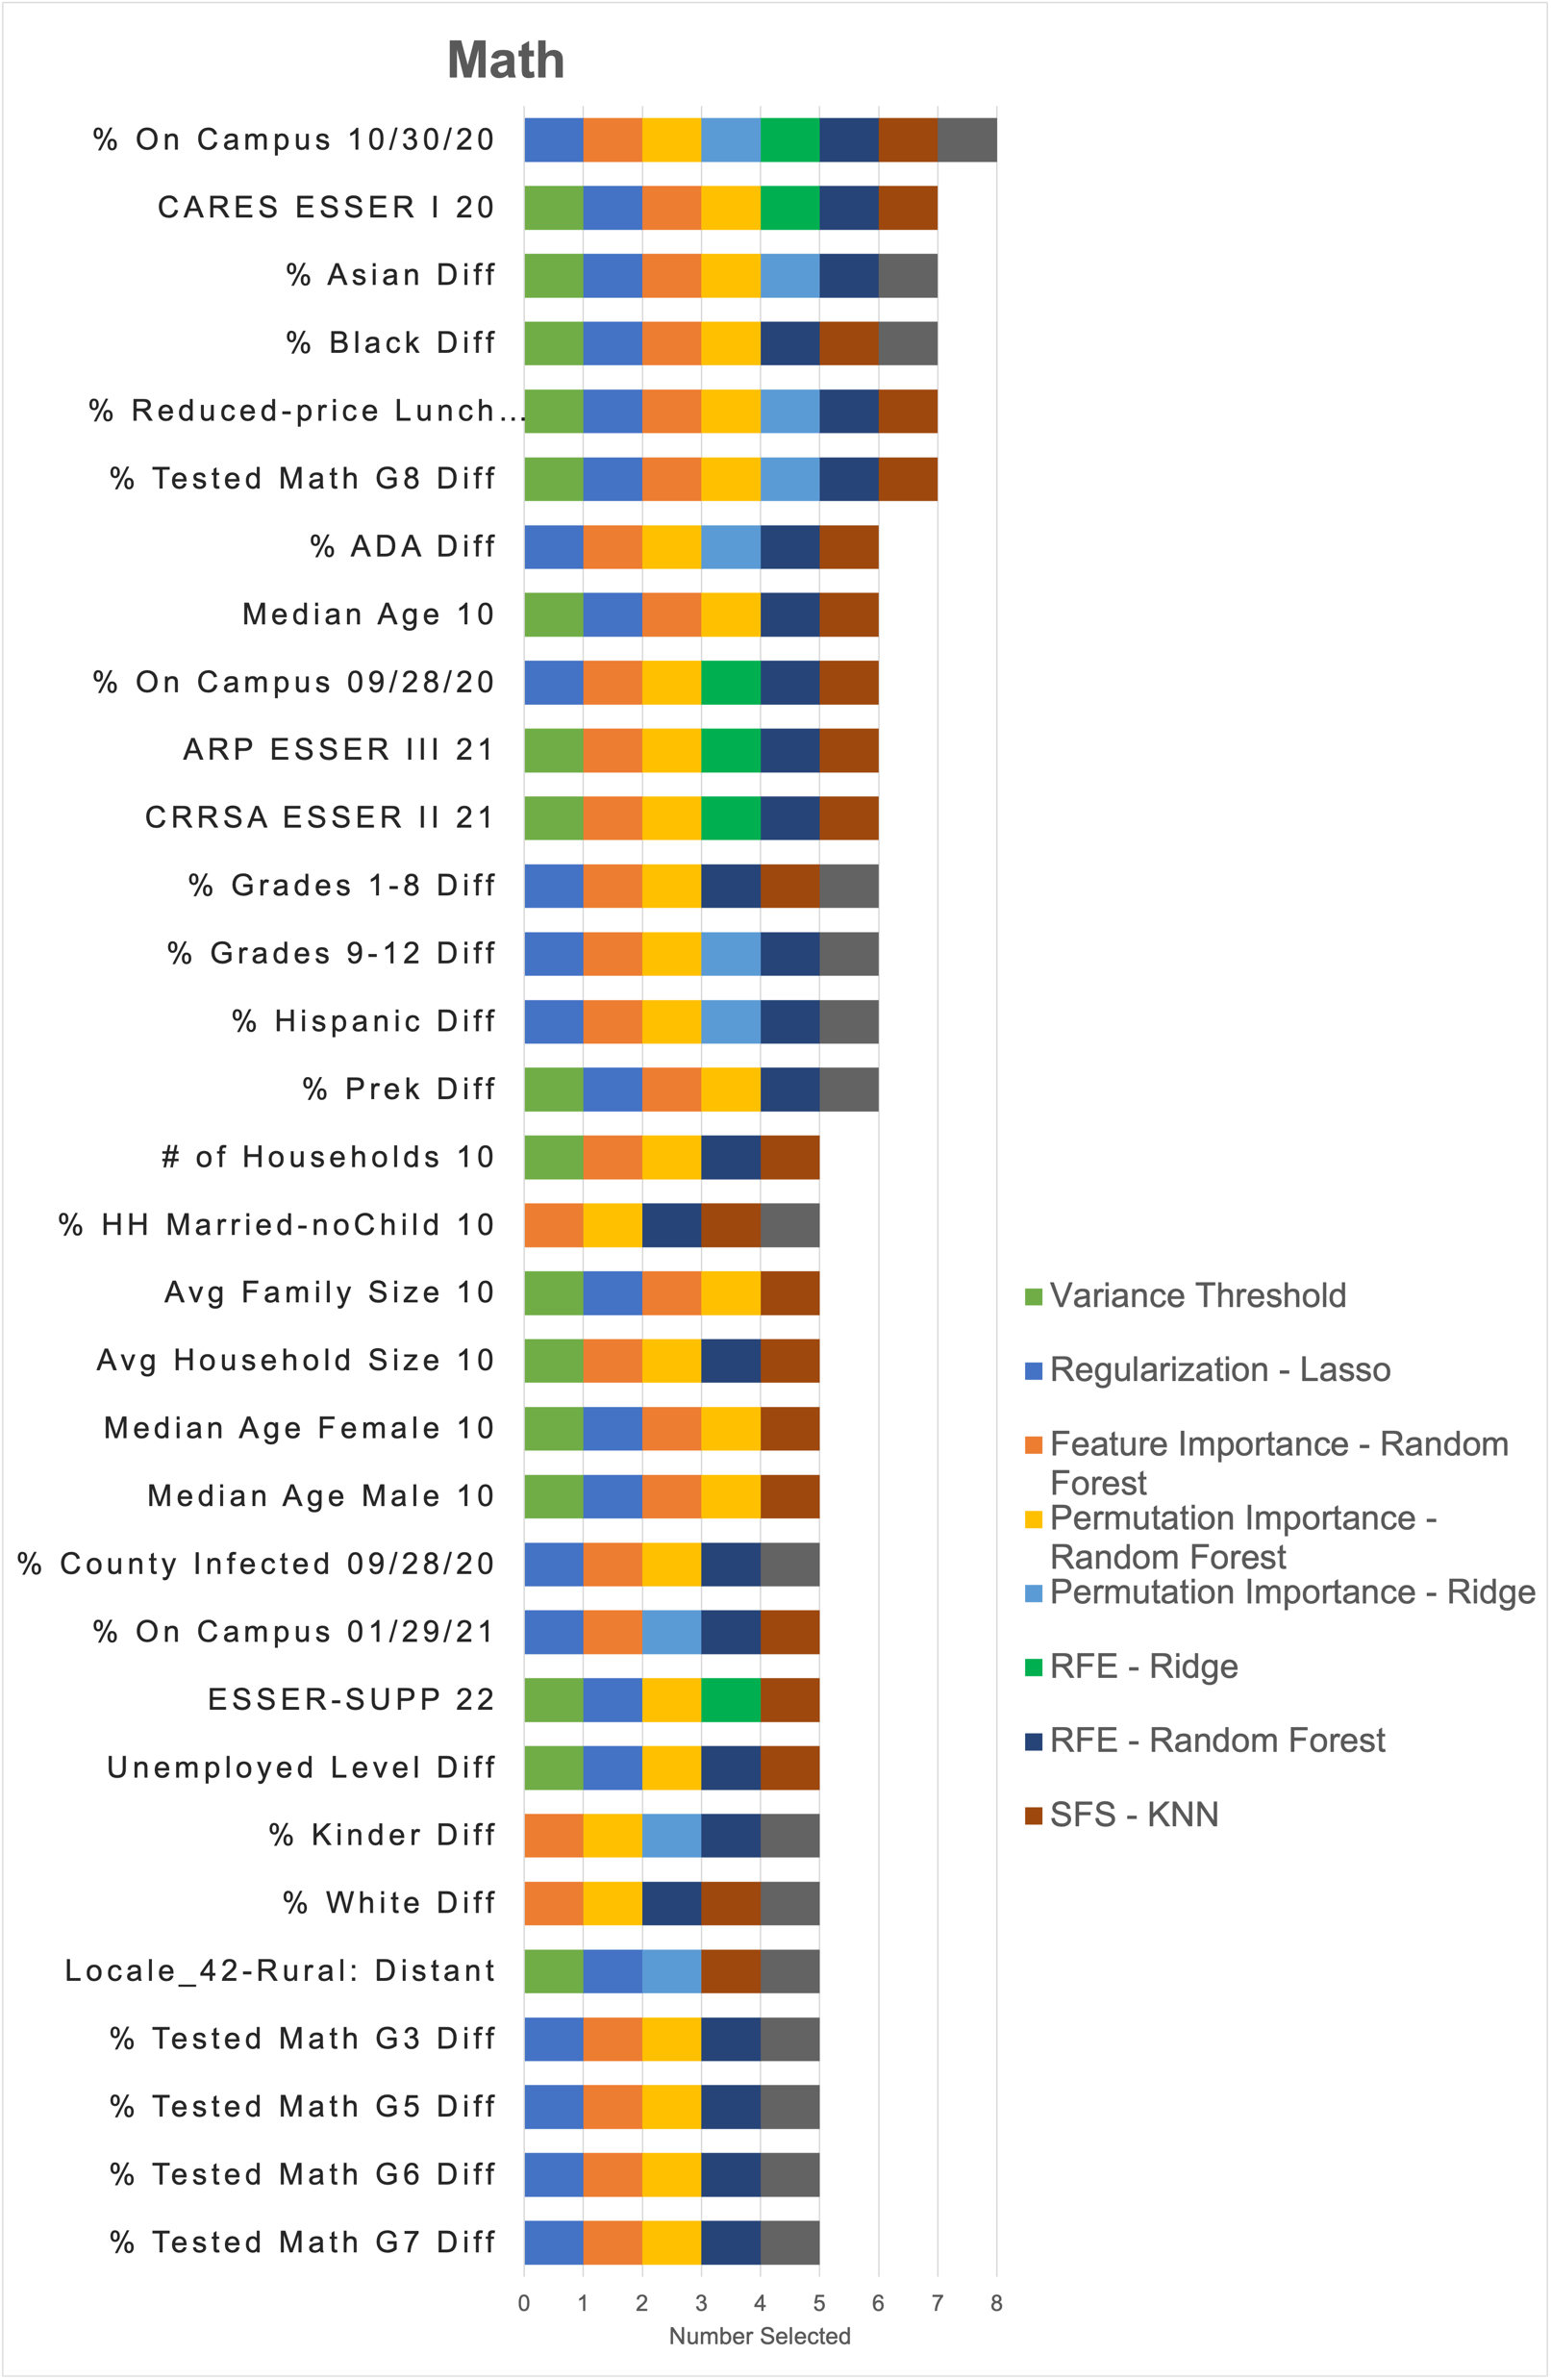 Math
% On Campus 10/30/20
CARES ESSER I 20
% Asian Diff
% Black Diff
% Reduced-price Lunch...
% Tested Math G8 Diff
% ADA Diff
Median Age 10
% On Campus 09/28/20
ARP ESSER III 21
CRRSA ESSER II 21
% Grades 1-8 Diff
% Grades 9-12 Diff
% Hispanic Diff
% Prek Diff
# of Households 10
% HH Married-noChild 10
Avg Family Size 10
Avg Household Size 10
Median Age Female 10
Median Age Male 10
% County Infected 09/28/20
% On Campus 01/29/21
ESSER-SUPP 22
Unemployed Level Diff
% Kinder Diff
% White Diff
Locale_42-Rural: Distant
% Tested Math G3 Diff
% Tested Math G5 Diff
% Tested Math G6 Diff
% Tested Math G7 Diff
0 1 2 3 4 5 6 7 8
Number Selected
Variance Threshold
Regularization - Lasso
Feature Importance - Random
Forest
Permutation Importance -
Random Forest
Permutation Importance - Ridge
RFE - Ridge
RFE - Random Forest
SFS - KNN